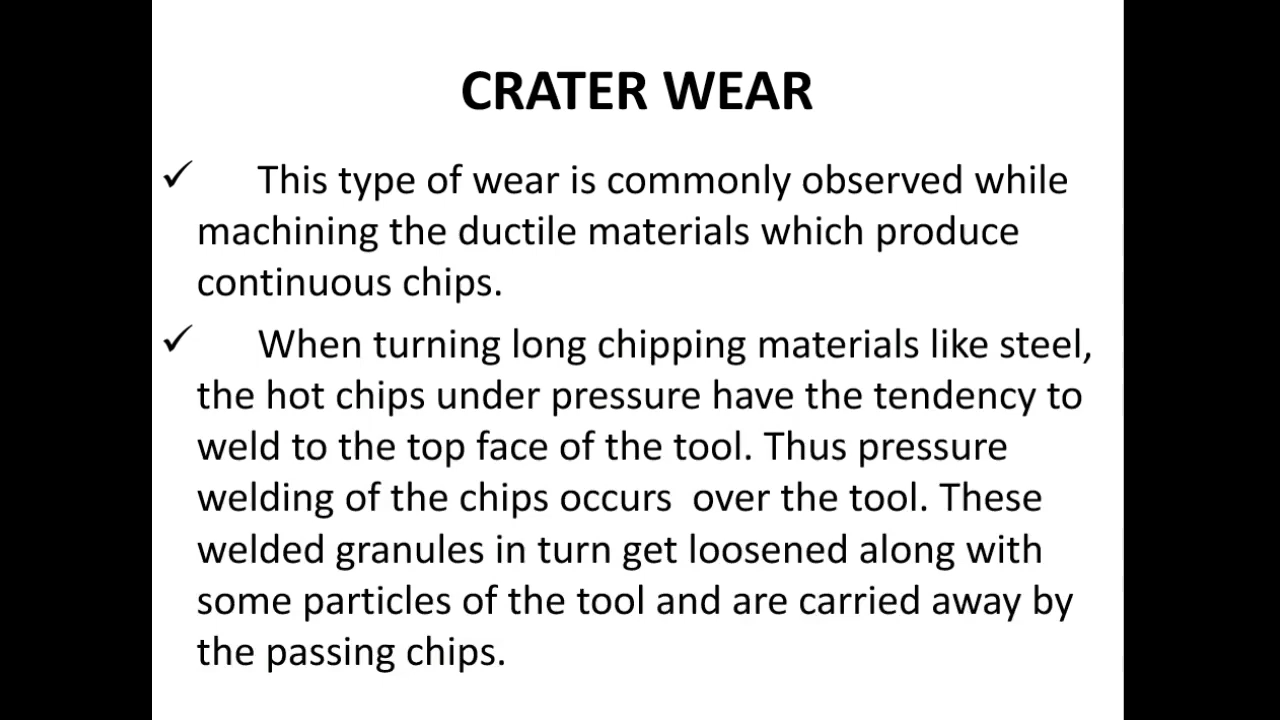 CRATER WEAR
✓ This type of wear is commonly observed while
machining the ductile materials which produce
continuous chips.
✓ When turning long chipping materials like steel,
the hot chips under pressure have the tendency to
weld to the top face of the tool. Thus pressure
welding of the chips occurs  over the tool. These
welded granules in turn get loosened along with
some particles of the tool and are carried away by
the passing chips.